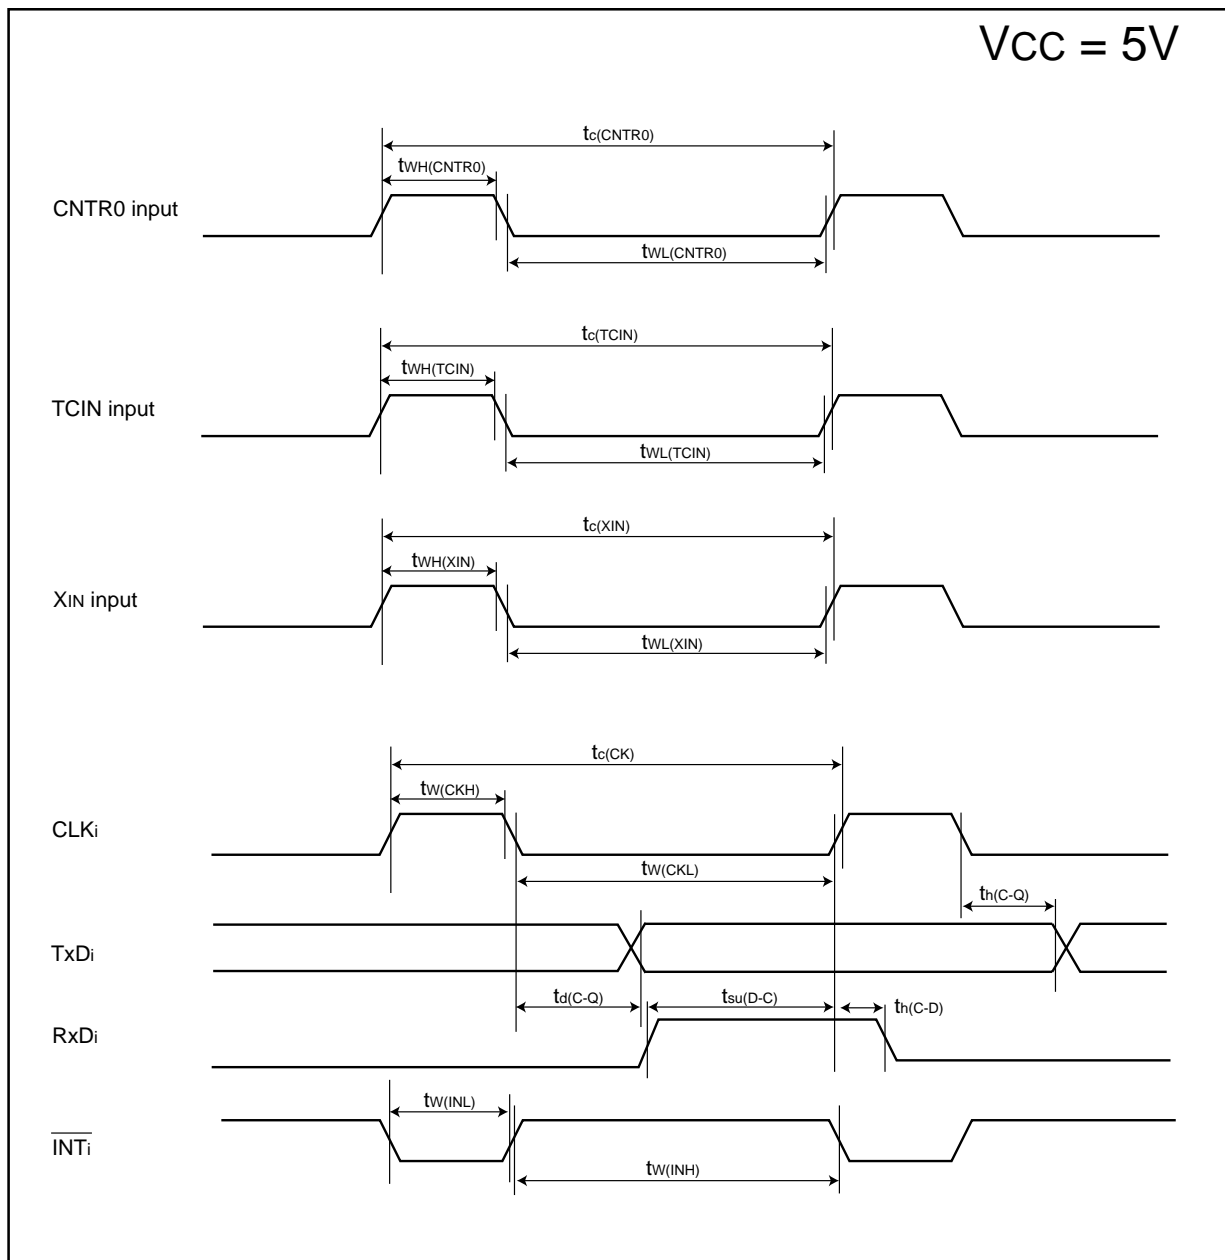 VCC = 5V
tc(CNTR0)
tWH(CNTR0)
CNTR0 input
tWL(CNTR0)
tc(TCIN)
tWH(TCIN)
TCIN input
tWL(TCIN)
tc(XIN)
tWH(XIN)
XIN input
tWL(XIN)
tc(CK)
tW(CKH)
CLKi
tW(CKL)
th(C-Q)
TxDi
td(C-Q)
tsu(D-C)
th(C-D)
RxDi
tW(INL)
INTi
tW(INH)